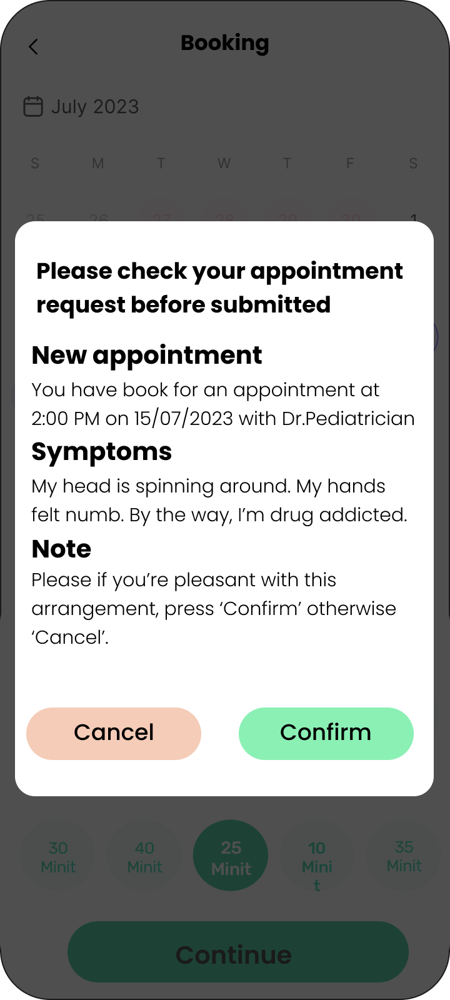 Booking
July 2023
S M T W T F S
25 26 27 28 29 30 1
Please check your appointment
request before submitted
New appointment
You have book for an appointment at
2:00 PM on 15/07/2023 with Dr.Pediatrician
Symptoms
My head is spinning around. My hands
felt numb. By the way, I’m drug addicted.
Note
Please if you’re pleasant with this
arrangement, press ‘Confirm’ otherwise
‘Cancel’.
Cancel Confirm
30 40 25 10 35
Minit Minit Minit Mini Minit
t
Continue